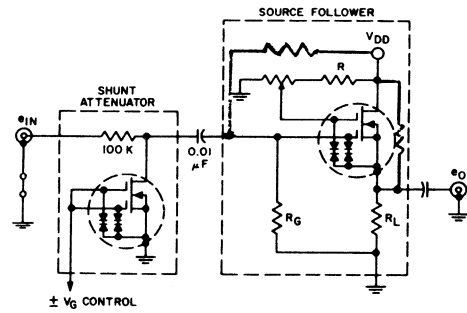 SOURCE FOLLOWER
VDD
R
SHUNT
ATTENUATOR
eIN
100 K
0.01
µF
eO
RG
RL
± VG CONTROL